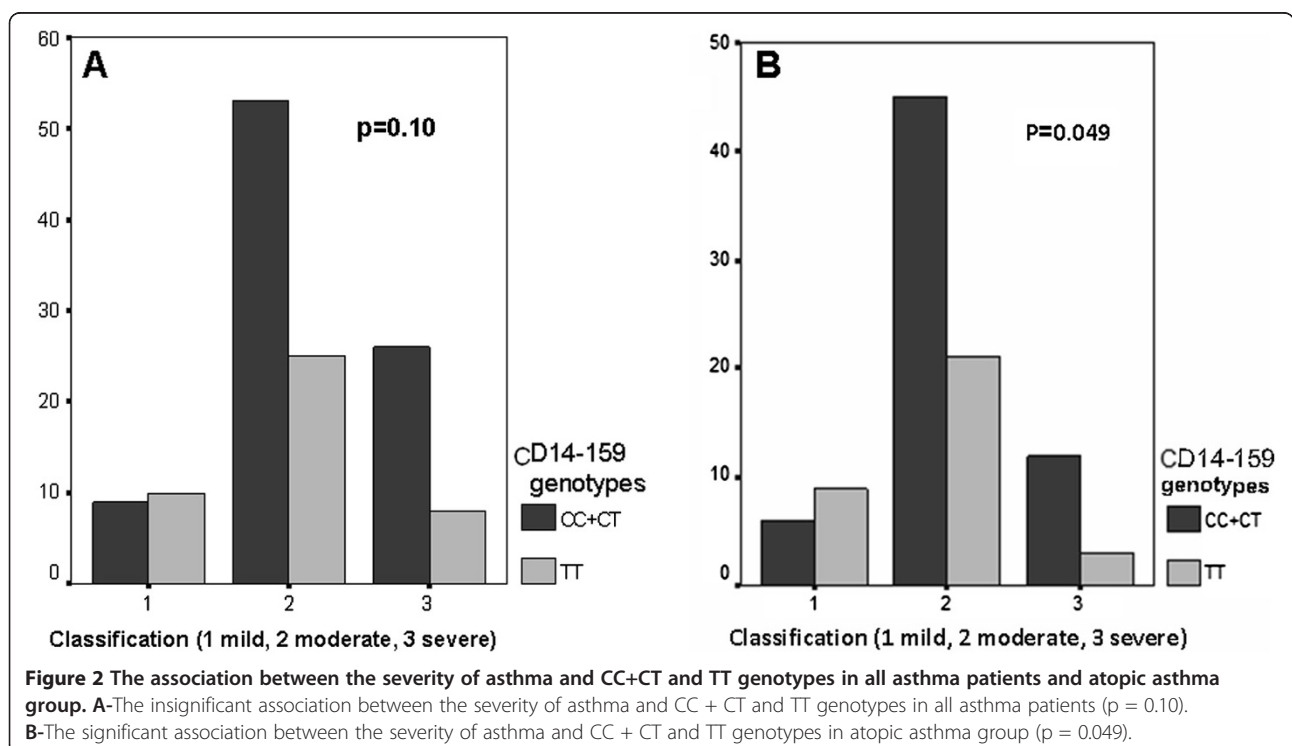 A
60
50
40
30
20
10
0
p=0.10
1 2 3
Classification (1 mild, 2 moderate, 3 severe)
CD14-159
genotypes
CC+CT
TT
B
50
40
30
20
10
0
P=0.049
1 2 3
Classification (1 mild, 2 moderate, 3 severe)
CD14-159
genotypes
CC+CT
TT
Figure 2 The association between the severity of asthma and CC+CT and TT genotypes in all asthma patients and atopic asthma
group. A-The insignificant association between the severity of asthma and CC + CT and TT genotypes in all asthma patients (p = 0.10).
B-The significant association between the severity of asthma and CC + CT and TT genotypes in atopic asthma group (p = 0.049).